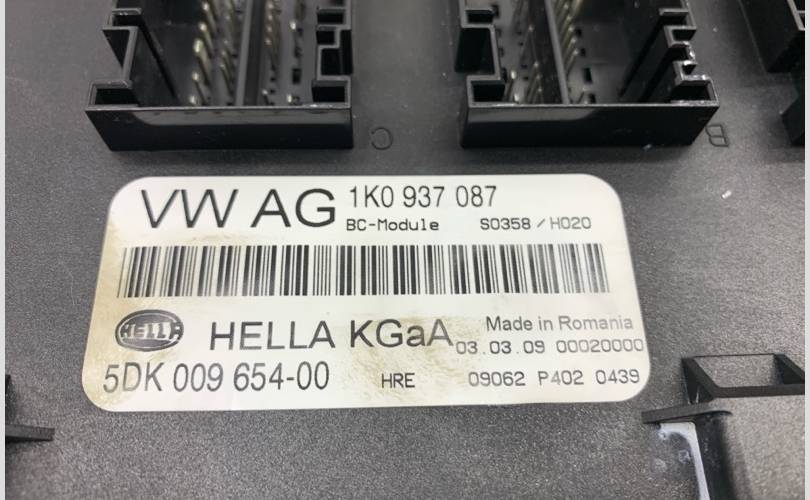 C
B
VW AG 1K0 937 087
BC-Module S0358 / H020
HELLA HELLA KGaA Made in Romania
03.03.09 00020000
5DK 009 654-00 HRE 09062 P402 0439